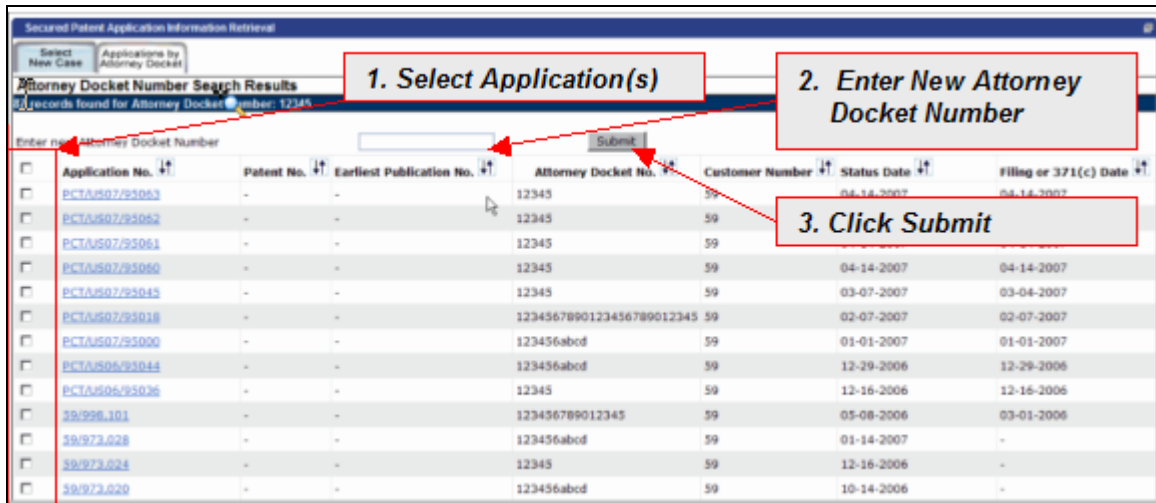 Secured Patent Application Information Retrieval
Select New Case
Applications by Attorney Docket
Attorney Docket Number Search Results
records found for Attorney Docket Number: 12345
1. Select Application(s)
2. Enter New Attorney
Docket Number
Enter new Attorney Docket Number Submit
Application No. Patent No. Earliest Publication No. Attorney Docket No. Customer Number Status Date Filing or 371(c) Date
PCT/US07/95063 - - 12345 59 04-14-2007 04-14-2007
PCT/US07/95062 - - 12345 59
3. Click Submit
PCT/US07/95061 - - 12345 59
PCT/US07/95060 - - 12345 59 04-14-2007 04-14-2007
PCT/US07/95045 - - 12345 59 03-07-2007 03-04-2007
PCT/US07/95018 - - 1234567890123456789012345 59 02-07-2007 02-07-2007
PCT/US07/95000 - - 123456abcd 59 01-01-2007 01-01-2007
PCT/US06/95044 - - 123456abcd 59 12-29-2006 12-29-2006
PCT/US06/95036 - - 12345 59 12-16-2006 12-16-2006
59/998,101 - - 123456789012345 59 05-08-2006 03-01-2006
59/973,028 - - 123456abcd 59 01-14-2007 -
59/973,024 - - 12345 59 12-16-2006 -
59/973,020 - - 123456abcd 59 10-14-2006 -